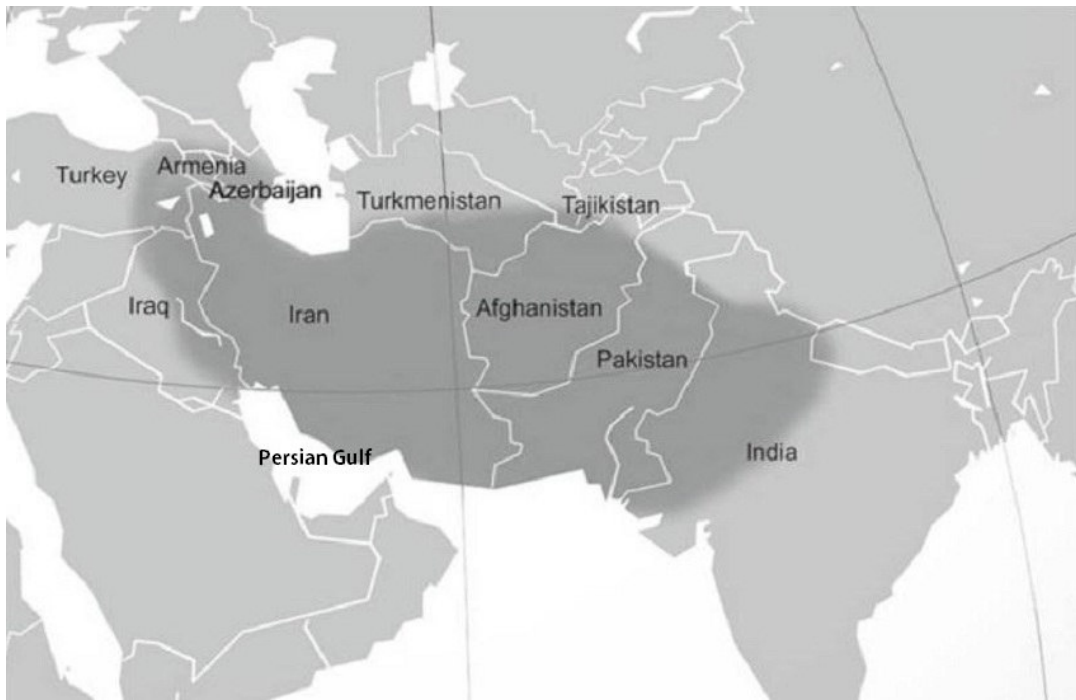 Armenia
Turkey
Azerbaijan
Turkmenistan
Tajikistan
Iraq
Iran
Afghanistan
Pakistan
India
Persian Gulf